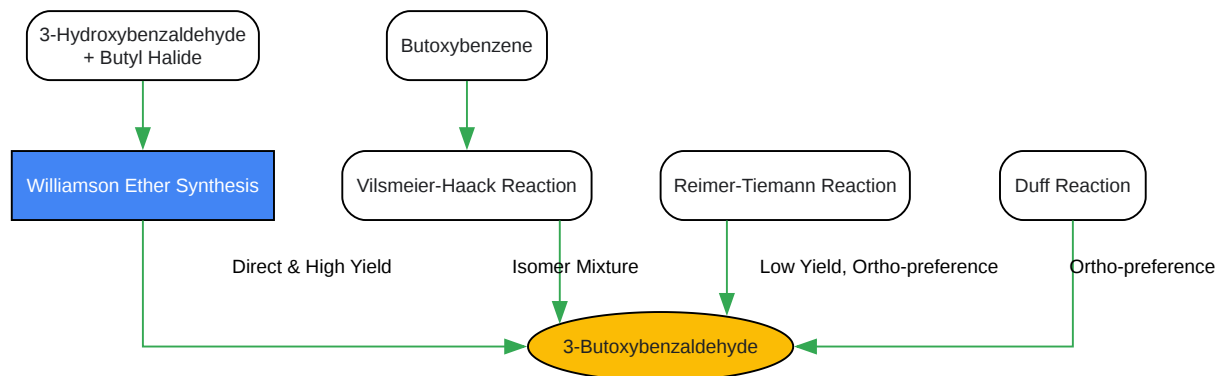 3-Hydroxybenzaldehyde
+ Butyl Halide
Butoxybenzene
Williamson Ether Synthesis
Vilsmeier-Haack Reaction
Reimer-Tiemann Reaction
Duff Reaction
Direct & High Yield
Isomer Mixture
Low Yield, Ortho-preference
Ortho-preference
3-Butoxybenzaldehyde